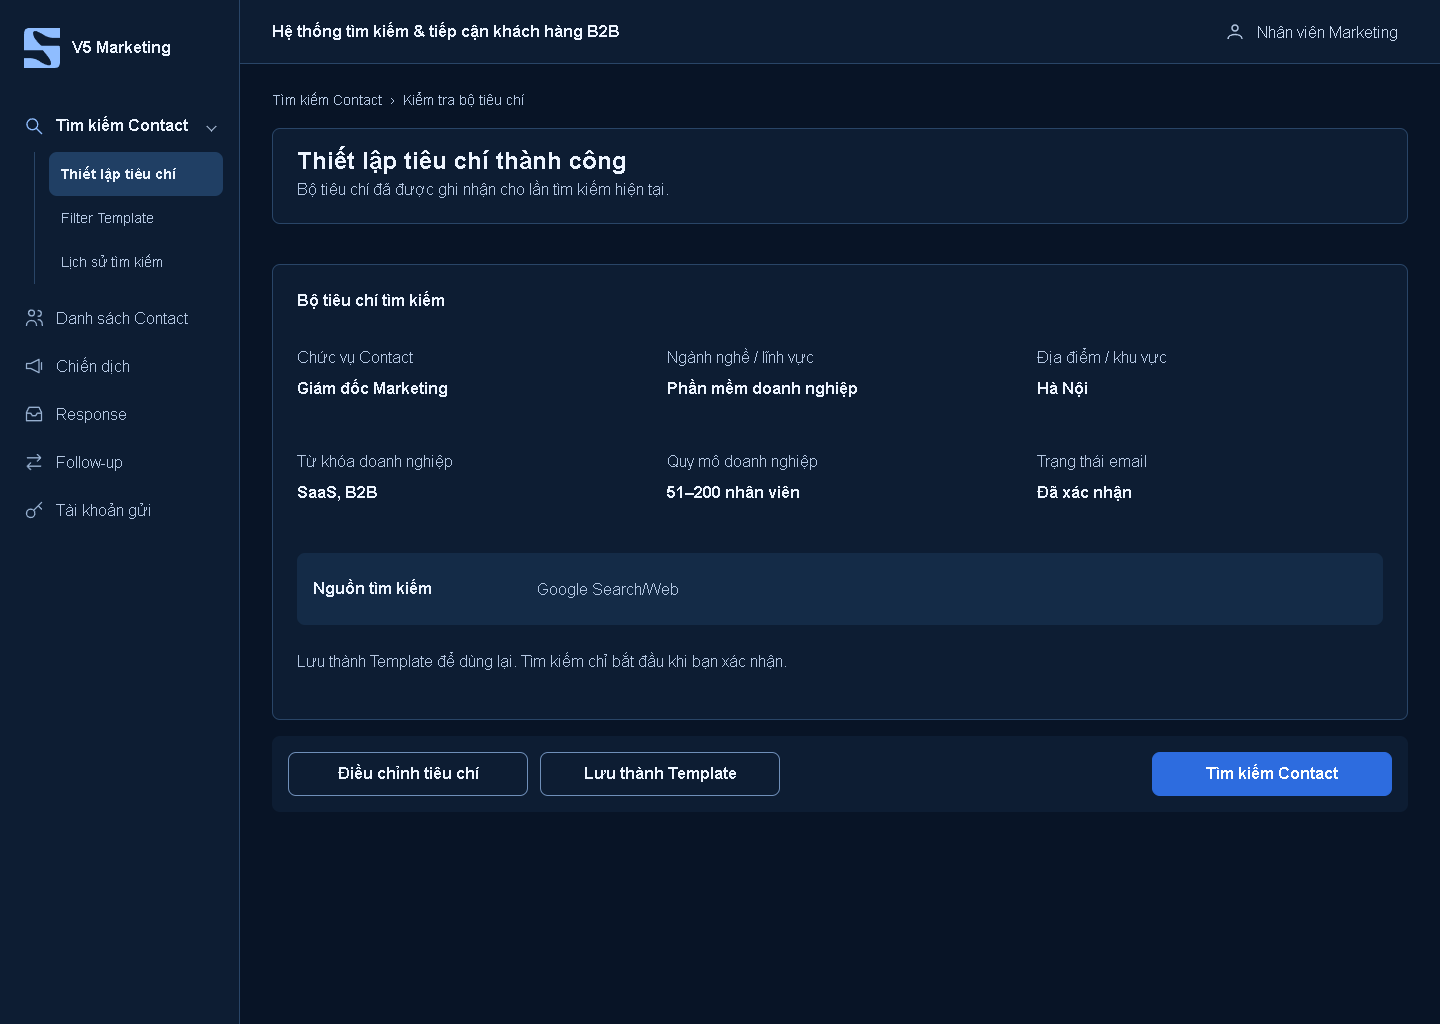 V5 Marketing
Hệ thống tìm kiếm & tiếp cận khách hàng B2B
Nhân viên Marketing
Tìm kiếm Contact
Thiết lập tiêu chí
Filter Template
Lịch sử tìm kiếm
Danh sách Contact
Chiến dịch
Response
Follow-up
Tài khoản gửi
Tìm kiếm Contact › Kiểm tra bộ tiêu chí
Thiết lập tiêu chí thành công
Bộ tiêu chí đã được ghi nhận cho lần tìm kiếm hiện tại.
Bộ tiêu chí tìm kiếm
Chức vụ Contact
Giám đốc Marketing
Ngành nghề / lĩnh vực
Phần mềm doanh nghiệp
Địa điểm / khu vực
Hà Nội
Từ khóa doanh nghiệp
SaaS, B2B
Quy mô doanh nghiệp
51–200 nhân viên
Trạng thái email
Đã xác nhận
Nguồn tìm kiếm
Google Search/Web
Lưu thành Template để dùng lại. Tìm kiếm chỉ bắt đầu khi bạn xác nhận.
Điều chỉnh tiêu chí
Lưu thành Template
Tìm kiếm Contact